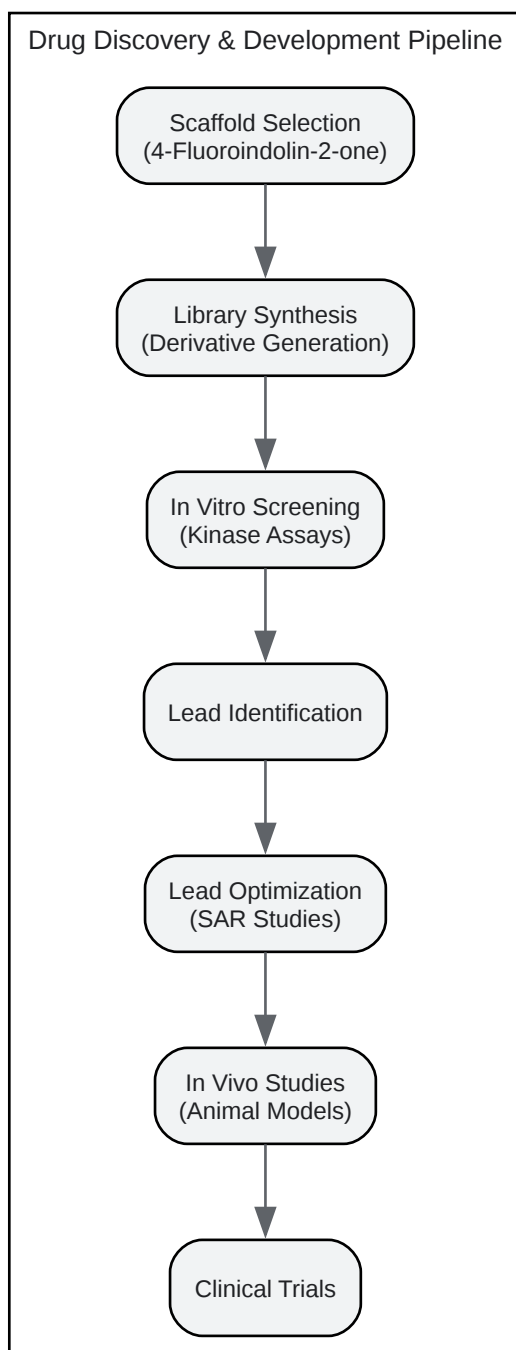 Drug Discovery & Development Pipeline
Scaffold Selection
(4-Fluoroindolin-2-one)
Library Synthesis
(Derivative Generation)
In Vitro Screening
(Kinase Assays)
Lead Identification
Lead Optimization
(SAR Studies)
In Vivo Studies
(Animal Models)
Clinical Trials